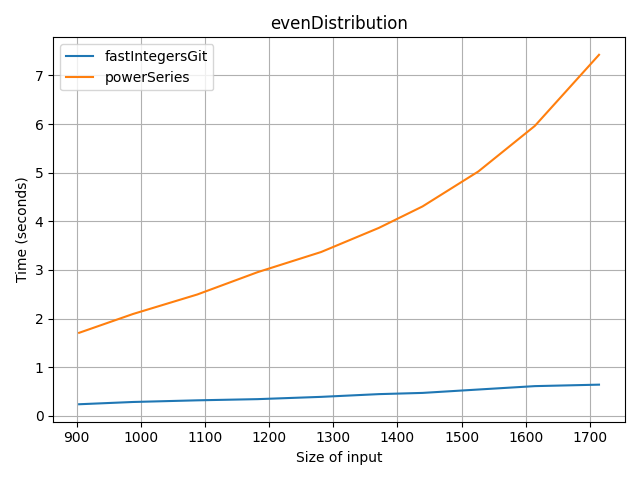 evenDistribution
fastIntegersGit
powerSeries
Time (seconds)
7
6
5
4
3
2
1
0
900 1000 1100 1200 1300 1400 1500 1600 1700
Size of input